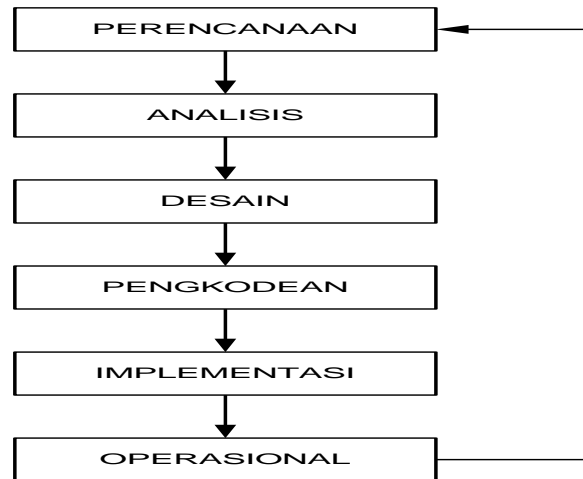 PERENCANAAN
ANALISIS
DESAIN
PENGKODEAN
IMPLEMENTASI
OPERASIONAL